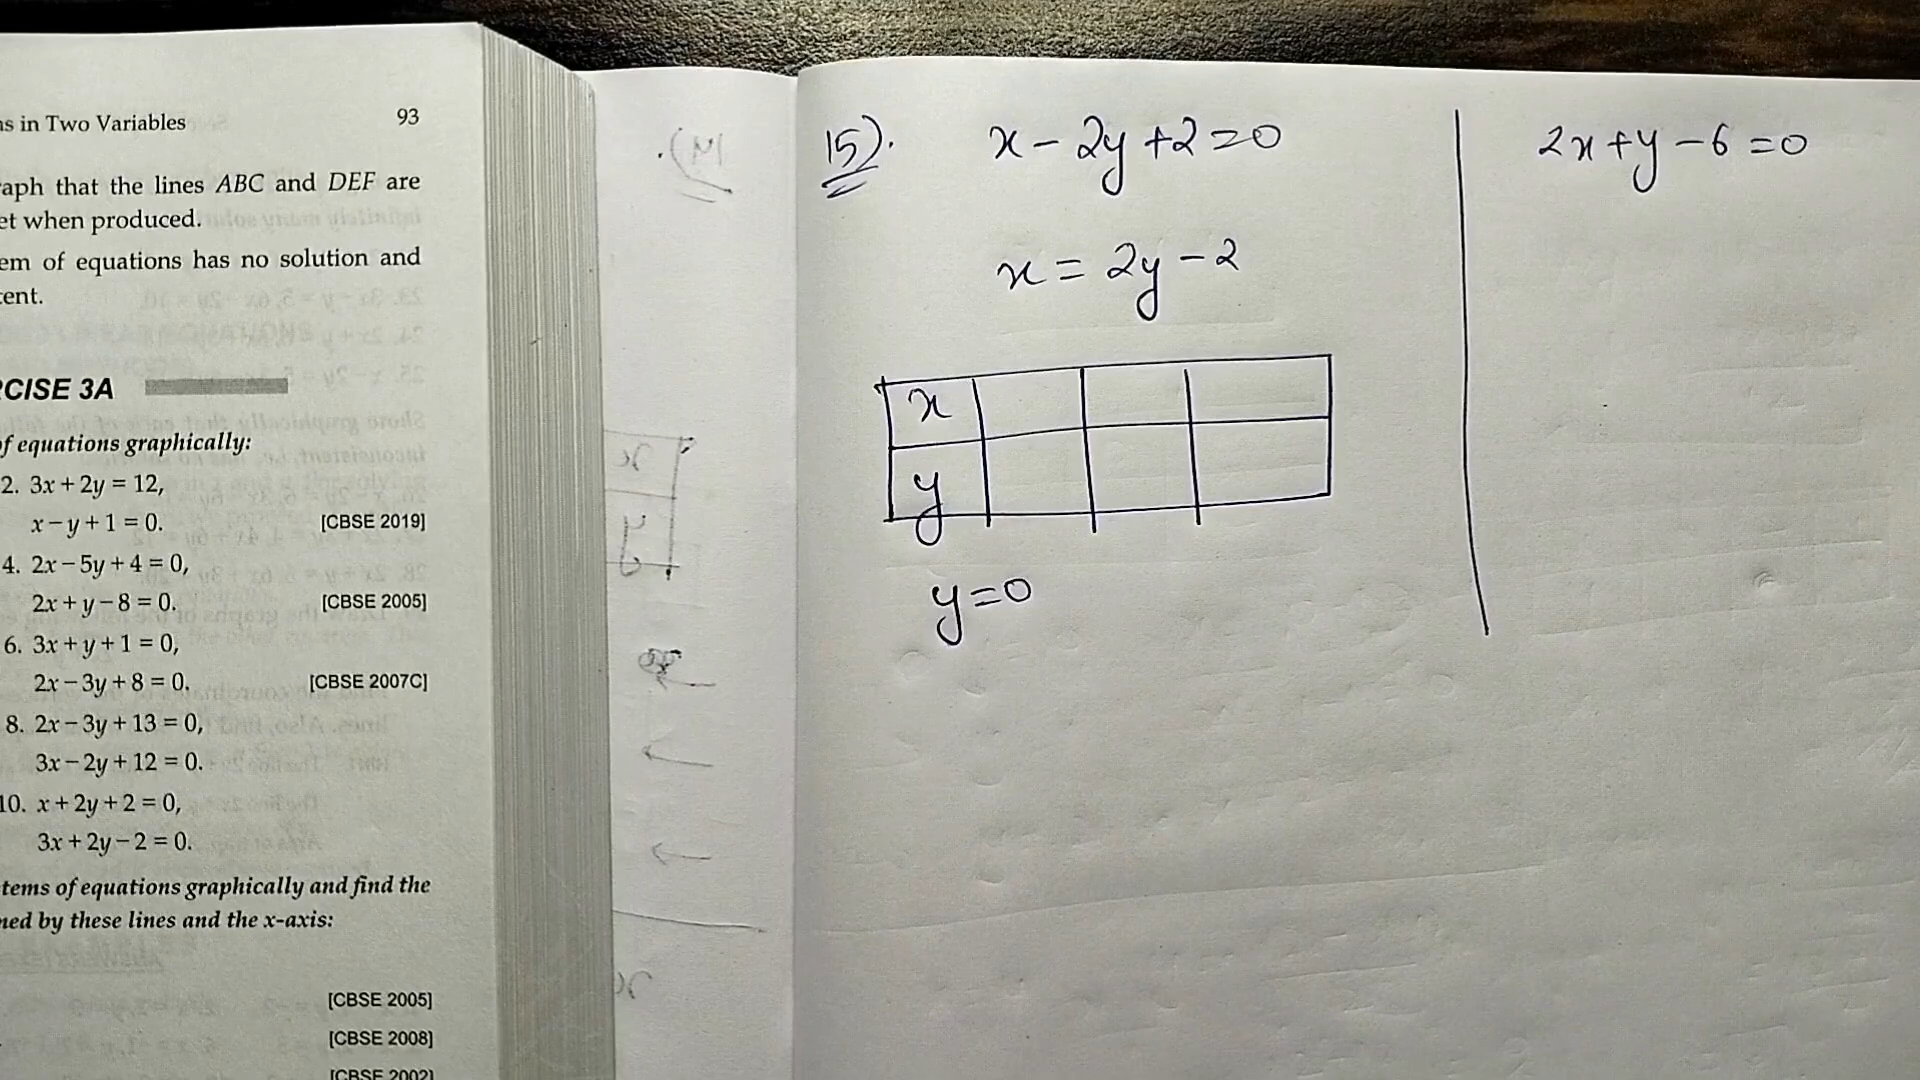 ns in Two Variables
93
aph that the lines ABC and DEF are
et when produced.
em of equations has no solution and
tent.
CISE 3A
of equations graphically:
2. 3x + 2y = 12,
x − y + 1 = 0. [CBSE 2019]
4. 2x − 5y + 4 = 0,
2x + y − 8 = 0. [CBSE 2005]
6. 3x + y + 1 = 0,
2x − 3y + 8 = 0. [CBSE 2007C]
8. 2x − 3y + 13 = 0,
3x − 2y + 12 = 0.
10. x + 2y + 2 = 0,
3x + 2y − 2 = 0.
tems of equations graphically and find the
ned by these lines and the x-axis:
[CBSE 2005]
[CBSE 2008]
[CBSE 2002]
15). x − 2y + 2 = 0
x = 2y − 2
x
y
y = 0
2x + y − 6 = 0